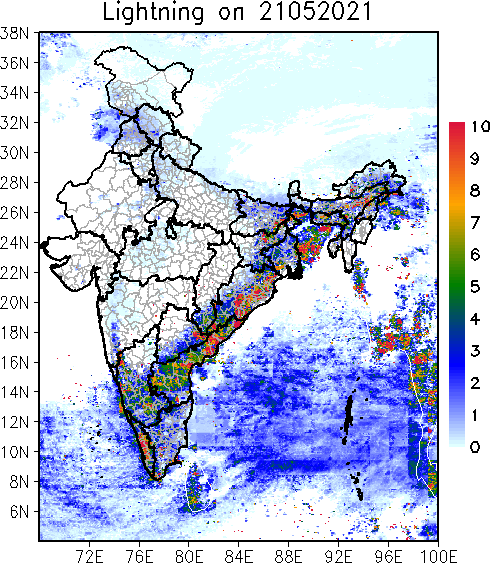 Lightning on 21052021
38N
36N
34N
32N
30N
28N
26N
24N
22N
20N
18N
16N
14N
12N
10N
8N
6N
72E 76E 80E 84E 88E 92E 96E 100E
10
9
8
7
6
5
4
3
2
1
0